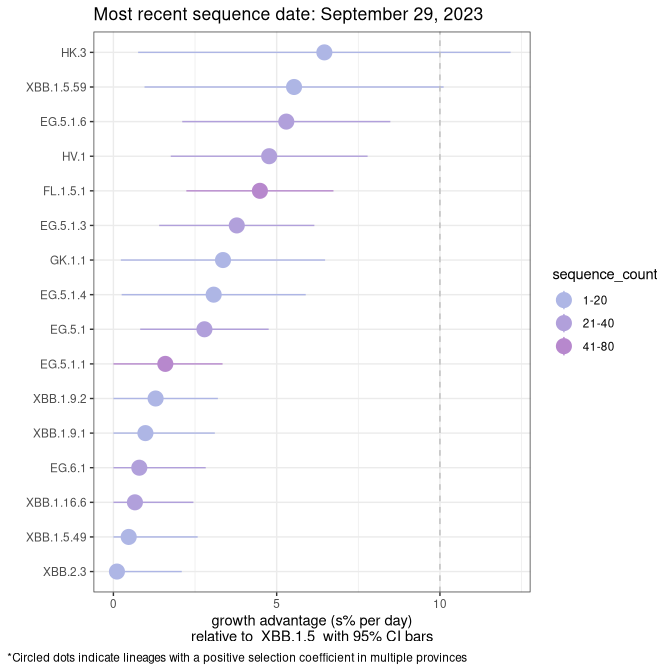 Most recent sequence date: September 29, 2023
HK.3
XBB.1.5.59
EG.5.1.6
HV.1
FL.1.5.1
EG.5.1.3
GK.1.1
EG.5.1.4
EG.5.1
EG.5.1.1
XBB.1.9.2
XBB.1.9.1
EG.6.1
XBB.1.16.6
XBB.1.5.49
XBB.2.3
0 5 10
growth advantage (s% per day)
relative to XBB.1.5 with 95% CI bars
sequence_count
1-20
21-40
41-80
*Circled dots indicate lineages with a positive selection coefficient in multiple provinces